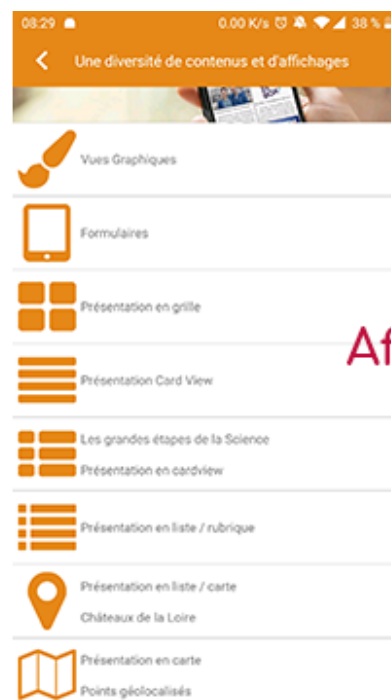 08:29 0.00 K/s 38 %
Une diversité de contenus et d'affichages
Vues Graphiques
Formulaires
Présentation en grille
Af
Présentation Card View
Les grandes étapes de la Science
Présentation en cardview
Présentation en liste / rubrique
Présentation en liste / carte
Châteaux de la Loire
Présentation en carte
Points géolocalisés